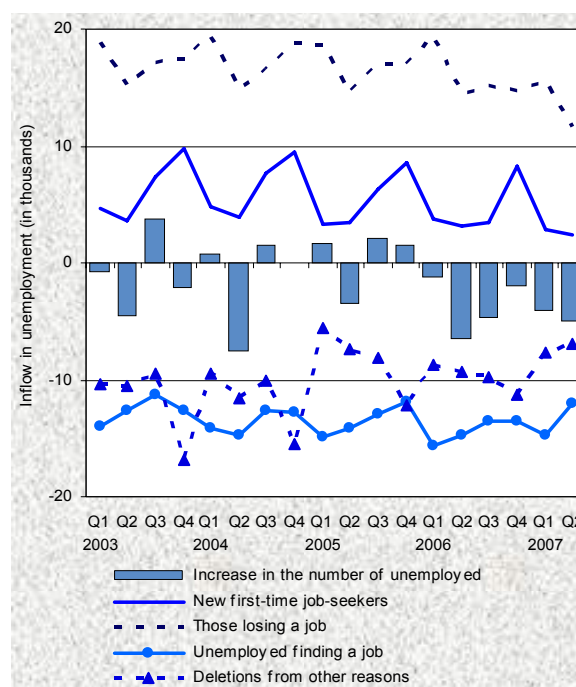 Inflow in unemployment (in thousands)
20
10
0
-10
-20
Q1 Q2 Q3 Q4 Q1 Q2 Q3 Q4 Q1 Q2 Q3 Q4 Q1 Q2 Q3 Q4 Q1 Q2
2003 2004 2005 2006 2007
Increase in the number of unemployed
New first-time job-seekers
Those losing a job
Unemployed finding a job
Deletions from other reasons